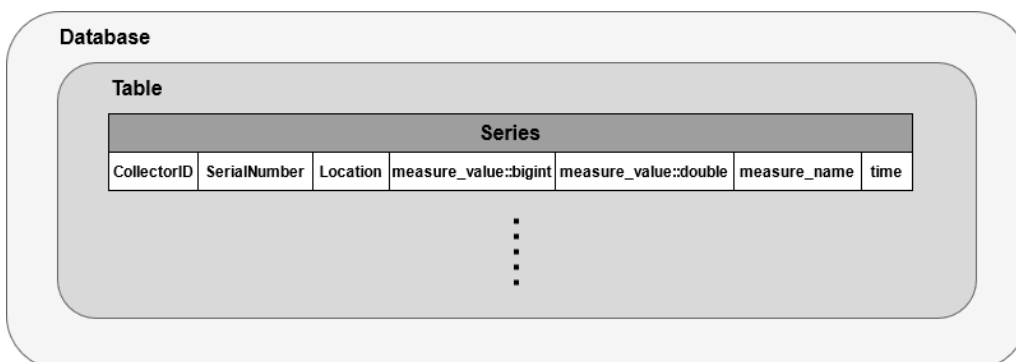 Database
Table
Series
CollectorID SerialNumber Location measure_value::bigint measure_value::double measure_name time